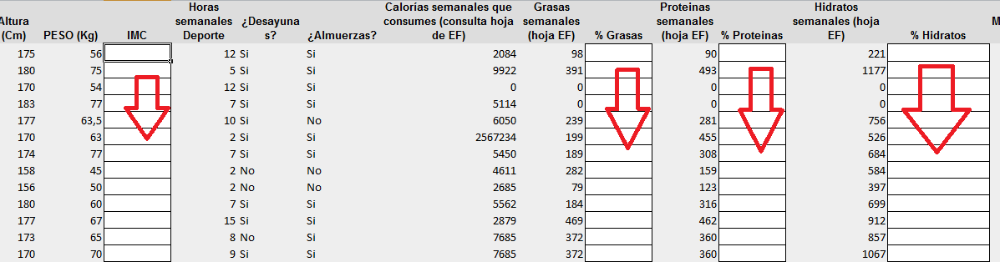 Altura (Cm) PESO (Kg) IMC Horas semanales Deporte ¿Desayunas? ¿Almuerzas? Calorías semanales que consumes (consulta hoja de EF) Grasas semanales (hoja EF) % Grasas Proteinas semanales (hoja EF) % Proteinas Hidratos semanales (hoja EF) % Hidratos M
175 56 12 Si Si 2084 98 90 221
180 75 5 Si Si 9922 391 493 1177
170 54 12 Si Si 0 0 0 0
183 77 7 Si Si 5114 0 0
177 63,5 10 Si No 6050 239 281 756
170 63 2 Si Si 2567234 199 455 526
174 77 7 Si Si 5450 189 308 684
158 45 2 No No 4611 282 159 584
156 50 2 No No 2685 79 123 397
180 60 7 Si Si 5562 184 316 699
177 67 15 Si Si 2879 469 462 912
173 65 8 No Si 7685 372 360 857
170 70 9 Si Si 7685 372 360 1067